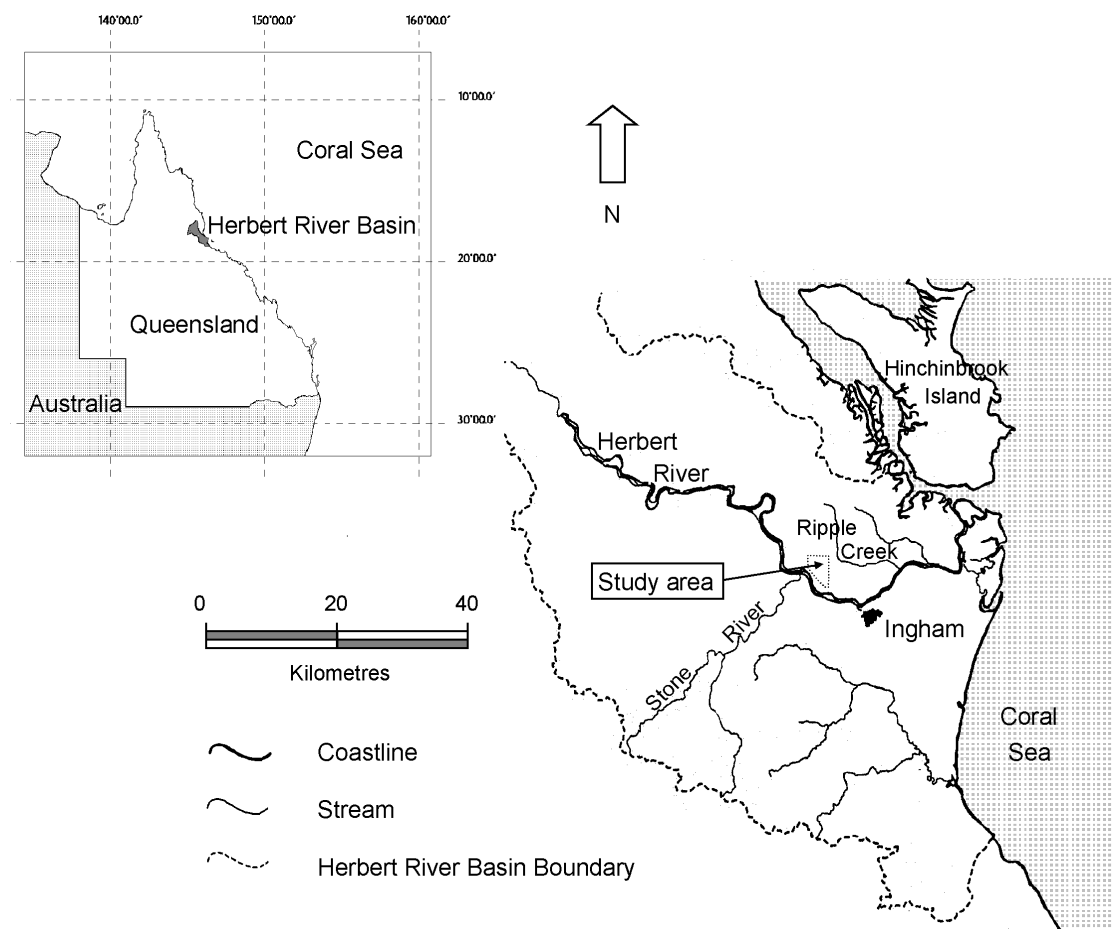 140°00.0' 150°00.0' 160°00.0'
10°00.0'
Coral Sea
Herbert River Basin
20°00.0'
Queensland
Australia
30°00.0'
N
Hinchinbrook
Island
Herbert
River
Ripple
Creek
Study area
River
Stone
Ingham
0 20 40
Kilometres
Coral
Sea
Coastline
Stream
Herbert River Basin Boundary